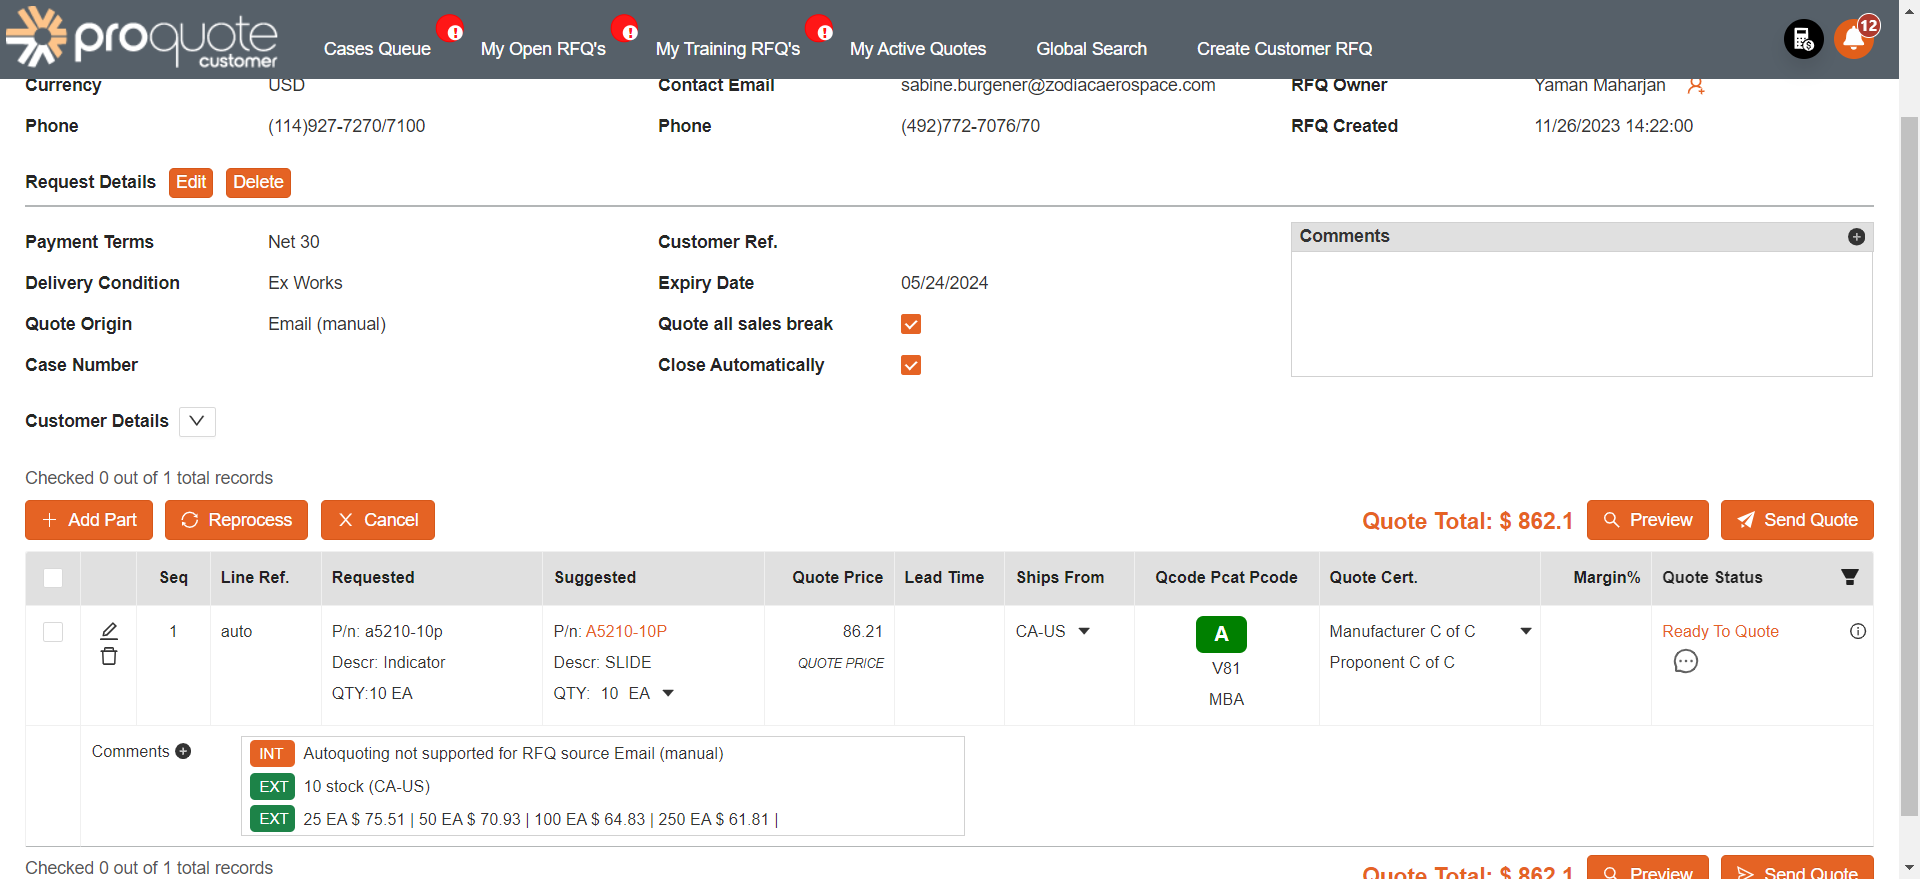 proquote customer
Cases Queue ! My Open RFQ's ! My Training RFQ's ! My Active Quotes Global Search Create Customer RFQ 12
Currency USD Contact Email sabine.burgener@zodiacaerospace.com RFQ Owner Yaman Maharjan
Phone (114)927-7270/7100 Phone (492)772-7076/70 RFQ Created 11/26/2023 14:22:00
Request Details Edit Delete
Payment Terms Net 30 Customer Ref. Comments
Delivery Condition Ex Works Expiry Date 05/24/2024
Quote Origin Email (manual) Quote all sales break
Case Number Close Automatically
Customer Details
Checked 0 out of 1 total records
Add Part Reprocess Cancel Quote Total: $ 862.1 Preview Send Quote
Seq Line Ref. Requested Suggested Quote Price Lead Time Ships From Qcode Pcat Pcode Quote Cert. Margin% Quote Status
1 auto P/n: a5210-10p P/n: A5210-10P 86.21 CA-US A Manufacturer C of C Ready To Quote
Descr: Indicator Descr: SLIDE QUOTE PRICE V81 Proponent C of C
QTY:10 EA QTY: 10 EA MBA
Comments INT Autoquoting not supported for RFQ source Email (manual)
EXT 10 stock (CA-US)
EXT 25 EA $ 75.51 | 50 EA $ 70.93 | 100 EA $ 64.83 | 250 EA $ 61.81 |
Checked 0 out of 1 total records Quote Total: $ 862.1 Preview Send Quote